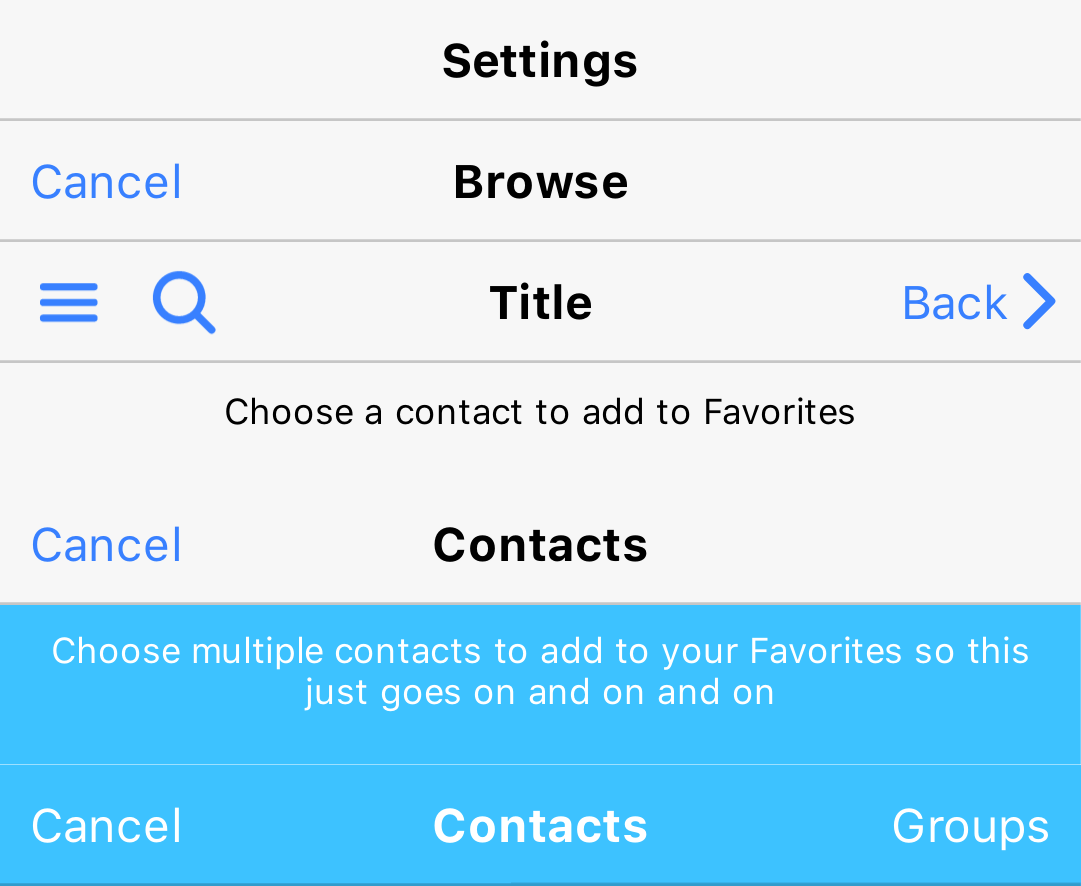 Settings
Cancel Browse
Title Back
Choose a contact to add to Favorites
Cancel Contacts
Choose multiple contacts to add to your Favorites so this
just goes on and on and on
Cancel Contacts Groups